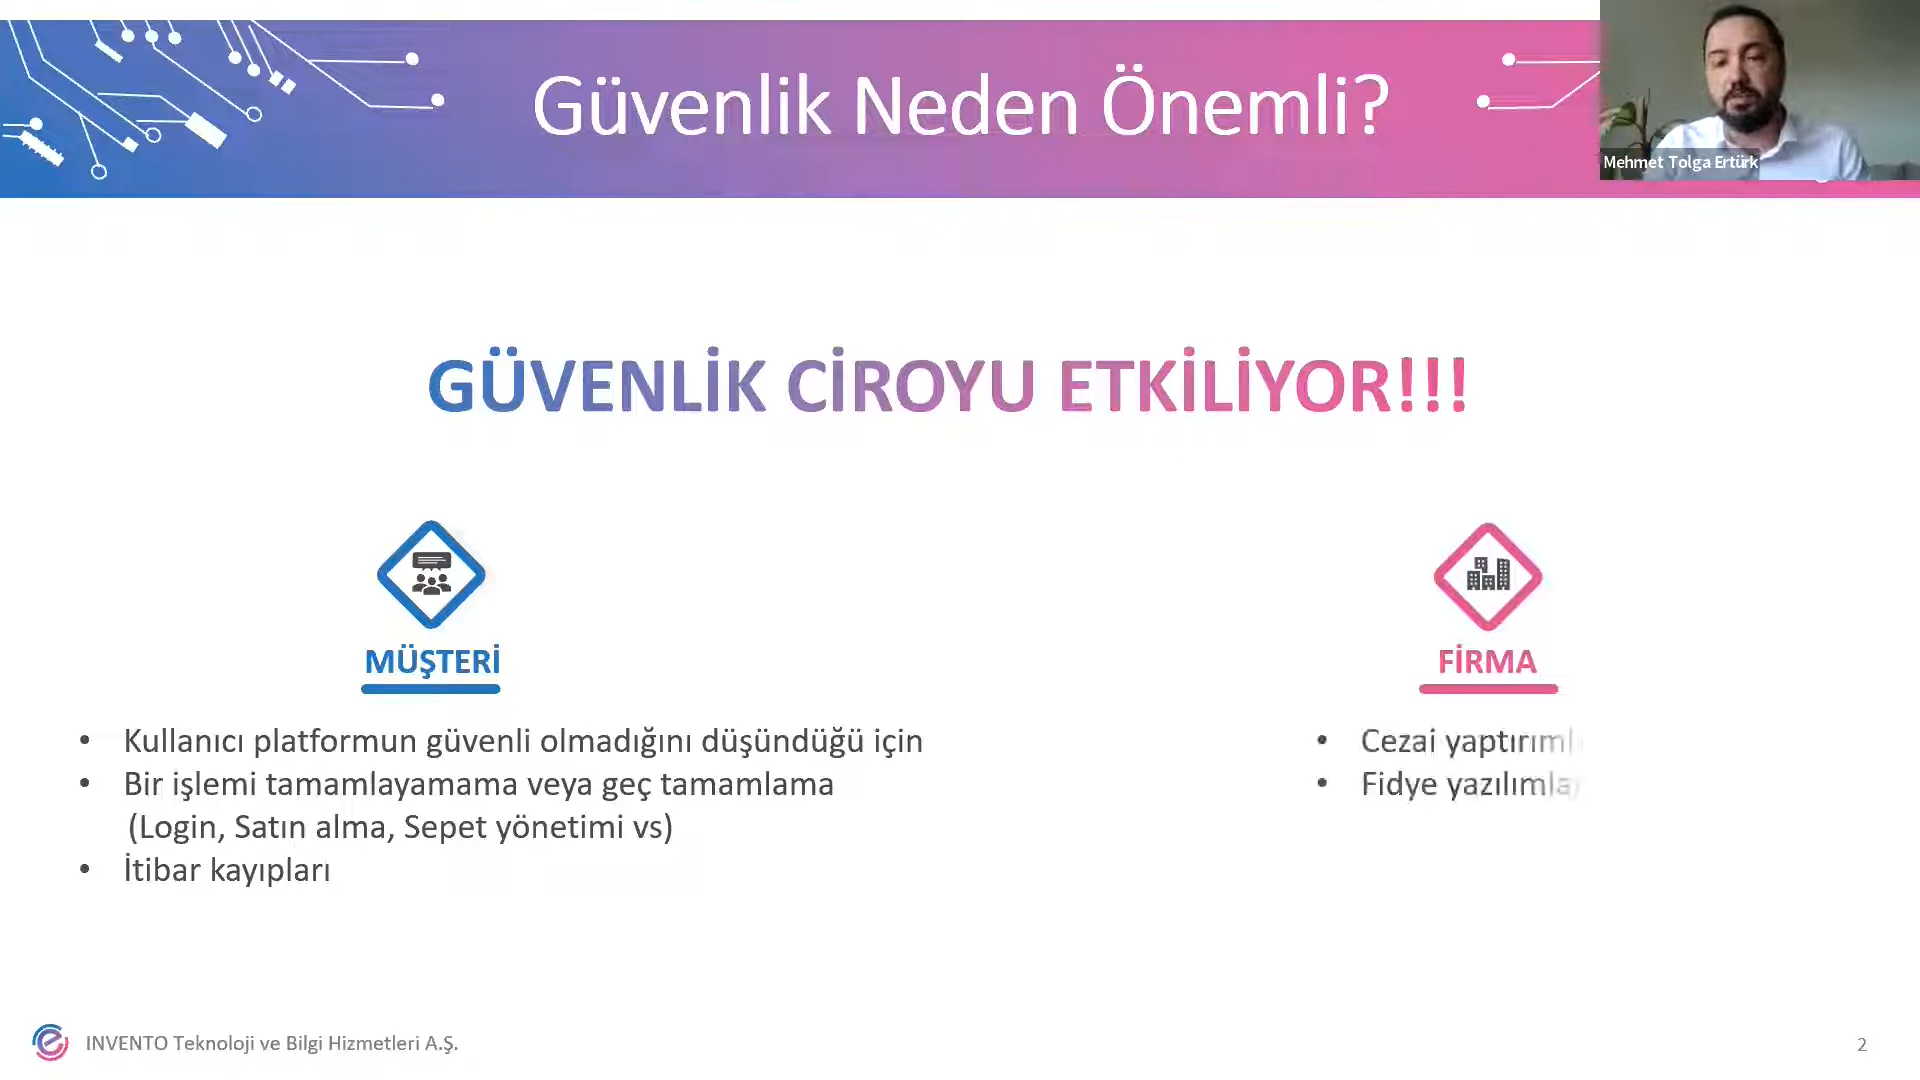 Güvenlik Neden Önemli?
Mehmet Tolga Ertürk
GÜVENLİK CİROYU ETKİLİYOR!!!
MÜŞTERİ
• Kullanıcı platformun güvenli olmadığını düşündüğü için
• Bir işlemi tamamlayamama veya geç tamamlama
(Login, Satın alma, Sepet yönetimi vs)
• İtibar kayıpları
FİRMA
• Cezai
• Fidye
INVENTO Teknoloji ve Bilgi Hizmetleri A.Ş.
2